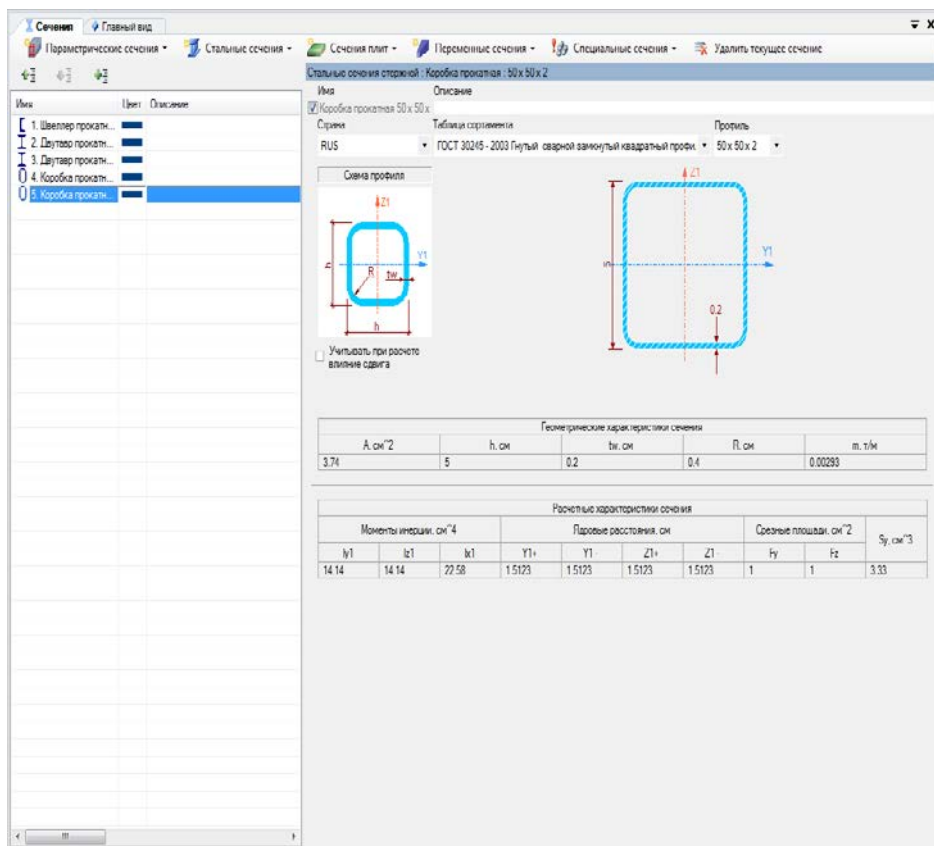 Сечения Главный вид
Параметрические сечения Стальные сечения Сечения плит Переменные сечения Специальные сечения Удалить текущее сечение
Стальные сечения стержней : Коробка прокатная : 50 x 50 x 2
Имя Цвет Описание
1. Швеллер прокатн...
2. Двутавр прокатн...
3. Двутавр прокатн...
4. Коробка прокатн...
5. Коробка прокатн...
Имя Описание
Коробка прокатная 50 x 50 x
Страна Таблица сортамента Профиль
RUS ГОСТ 30245 - 2003 Гнутый сварной замкнутый квадратный профи. 50 x 50 x 2
Схема профиля
Z1
Y1
h
R
tw
h
Z1
Y1
5
0.2
Учитывать при расчете
влияние сдвига
Геометрические характеристики сечения
A, см^2 h, см tw, см R, см m, т/м
3.74 5 0.2 0.4 0.00293
Расчетные характеристики сечения
Моменты инерции, см^4 Ядровые расстояния, см Срезные площади, см^2 Sy, см^3
Iy1 Iz1 Ix1 Y1+ Y1- Z1+ Z1- Fy Fz
14.14 14.14 22.58 1.5123 1.5123 1.5123 1.5123 1 1 3.33